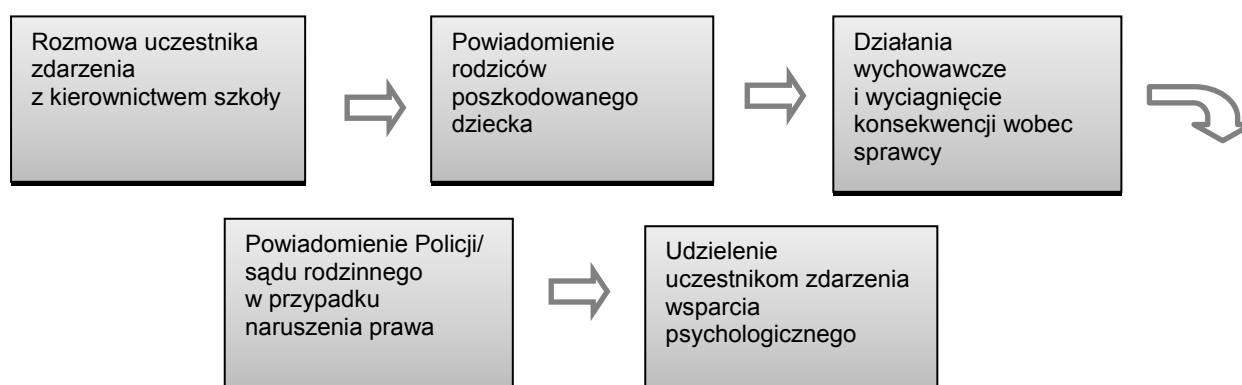 Rozmowa uczestnika
zdarzenia
z kierownictwem szkoły
Powiadomienie
rodziców
poszkodowanego
dziecka
Działania
wychowawcze
i wyciagnięcie
konsekwencji wobec
sprawcy
Powiadomienie Policji/
sądu rodzinnego
w przypadku
naruszenia prawa
Udzielenie
uczestnikom zdarzenia
wsparcia
psychologicznego